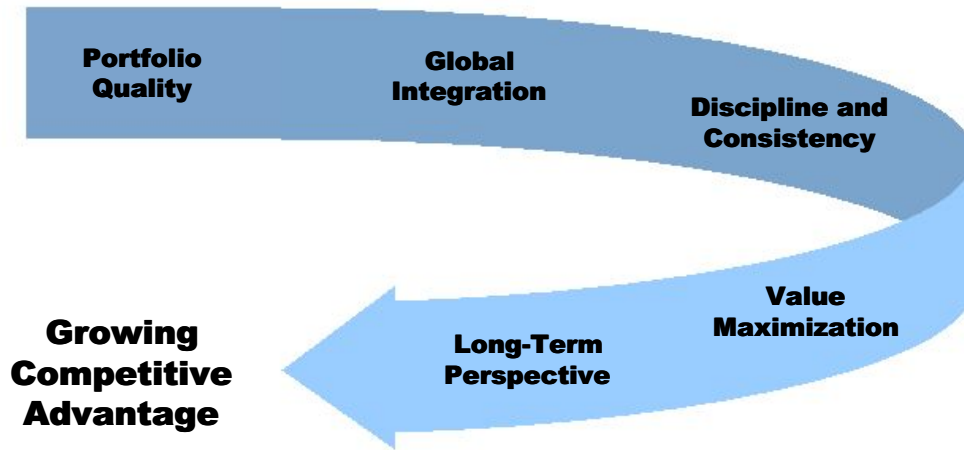 Portfolio
Quality
Global
Integration
Discipline and
Consistency
Value
Maximization
Long-Term
Perspective
Growing
Competitive
Advantage